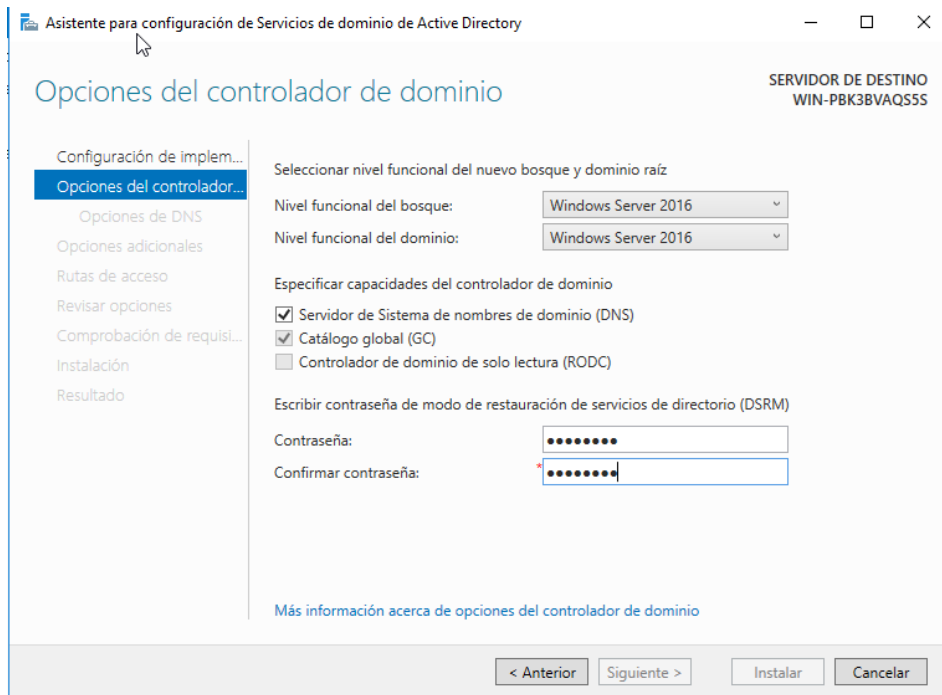 Asistente para configuración de Servicios de dominio de Active Directory
Opciones del controlador de dominio
SERVIDOR DE DESTINO
WIN-PBK3BVAQS5S
Configuración de implem...
Opciones del controlador...
Opciones de DNS
Opciones adicionales
Rutas de acceso
Revisar opciones
Comprobación de requisi...
Instalación
Resultado
Seleccionar nivel funcional del nuevo bosque y dominio raíz
Nivel funcional del bosque: Windows Server 2016
Nivel funcional del dominio: Windows Server 2016
Especificar capacidades del controlador de dominio
Servidor de Sistema de nombres de dominio (DNS)
Catálogo global (GC)
Controlador de dominio de solo lectura (RODC)
Escribir contraseña de modo de restauración de servicios de directorio (DSRM)
Contraseña: ●●●●●●●●
Confirmar contraseña: * ●●●●●●●●
Más información acerca de opciones del controlador de dominio
< Anterior Siguiente > Instalar Cancelar